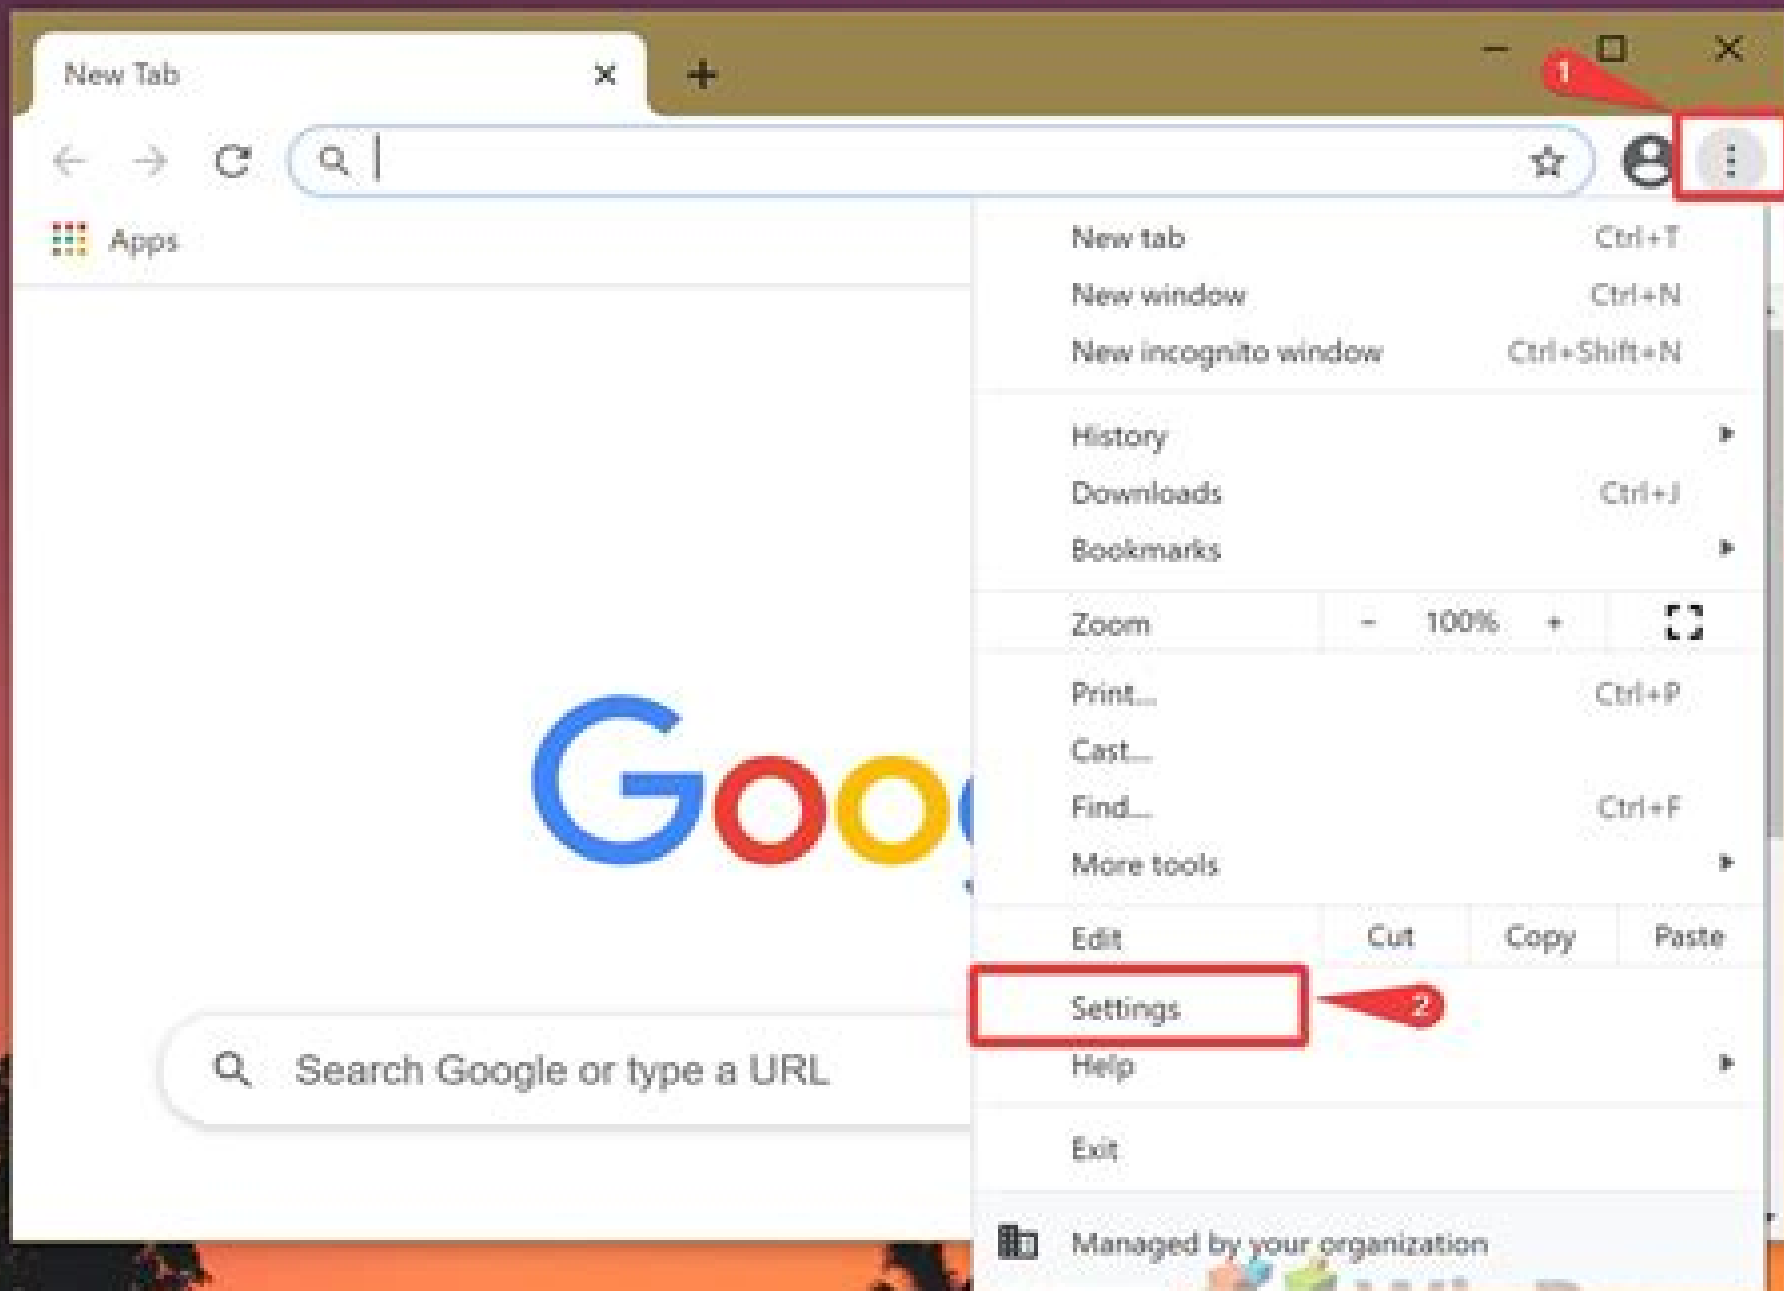 New Tab
1
Apps
New tab Ctrl+T
New window Ctrl+N
New incognito window Ctrl+Shift+N
History
Downloads Ctrl+J
Bookmarks
Zoom - 100% +
Print... Ctrl+P
Cast...
Find... Ctrl+F
More tools
Goog
Edit Cut Copy Paste
Settings 2
Search Google or type a URL
Help
Exit
Managed by your organization